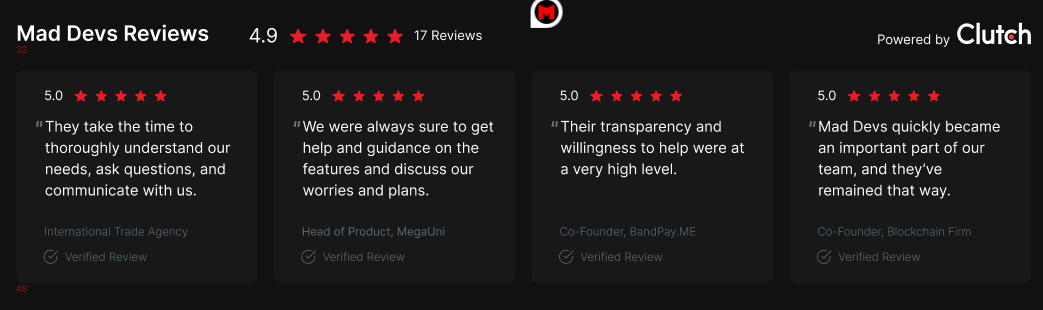 Mad Devs Reviews
4.9
17 Reviews
M
Powered by Clutch
32
5.0
"They take the time to
thoroughly understand our
needs, ask questions, and
communicate with us.
International Trade Agency
Verified Review
5.0
"We were always sure to get
help and guidance on the
features and discuss our
worries and plans.
Head of Product, MegaUni
Verified Review
5.0
"Their transparency and
willingness to help were at
a very high level.
Co-Founder, BandPay.ME
Verified Review
5.0
"Mad Devs quickly became
an important part of our
team, and they’ve
remained that way.
Co-Founder, Blockchain Firm
Verified Review
48